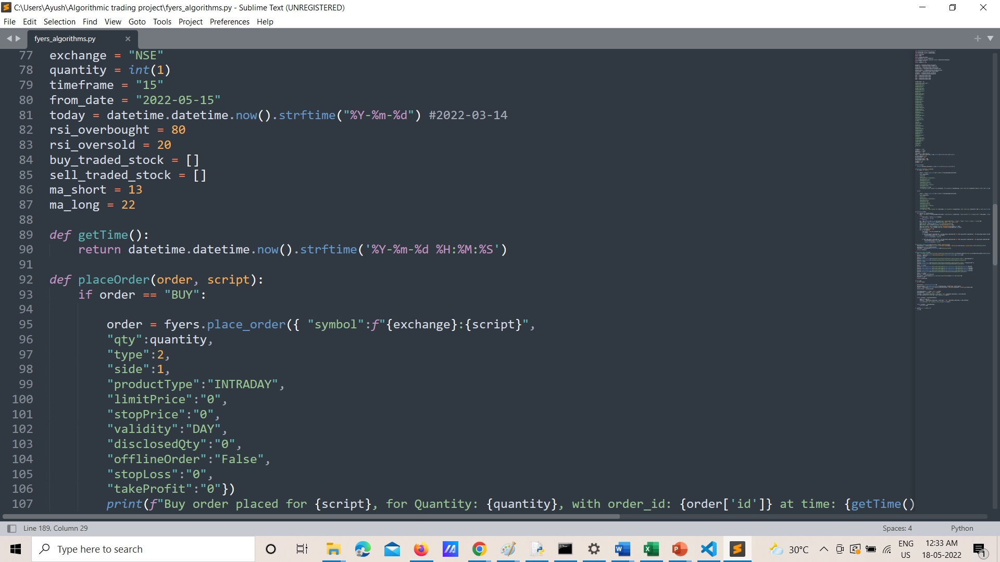 C:\Users\Ayush\Algorithmic trading project\fyers_algorithms.py - Sublime Text (UNREGISTERED)
File Edit Selection Find View Goto Tools Project Preferences Help
fyers_algorithms.py
77 exchange = "NSE"
78 quantity = int(1)
79 timeframe = "15"
80 from_date = "2022-05-15"
81 today = datetime.datetime.now().strftime("%Y-%m-%d") #2022-03-14
82 rsi_overbought = 80
83 rsi_oversold = 20
84 buy_traded_stock = []
85 sell_traded_stock = []
86 ma_short = 13
87 ma_long = 22
88
89 def getTime():
90     return datetime.datetime.now().strftime('%Y-%m-%d %H:%M:%S')
91
92 def placeOrder(order, script):
93     if order == "BUY":
94
95         order = fyers.place_order({ "symbol":f"{exchange}:{script}",
96         "qty":quantity,
97         "type":2,
98         "side":1,
99         "productType":"INTRADAY",
100         "limitPrice":"0",
101         "stopPrice":"0",
102         "validity":"DAY",
103         "disclosedQty":"0",
104         "offlineOrder":"False",
105         "stopLoss":"0",
106         "takeProfit":"0"})
107         print(f"Buy order placed for {script}, for Quantity: {quantity}, with order_id: {order['id']} at time: {getTime()
Line 189, Column 29 Spaces: 4 Python
Type here to search 30°C ENG US 12:33 AM 18-05-2022 1